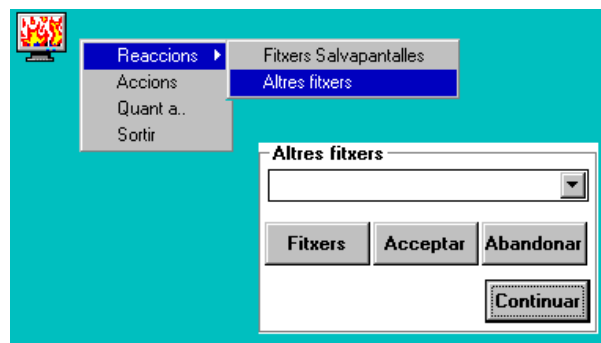 Reaccions
Fitxers Salvapantalles
Accions
Altres fitxers
Quant a..
Sortir
Altres fitxers
Fitxers
Acceptar
Abandonar
Continuar